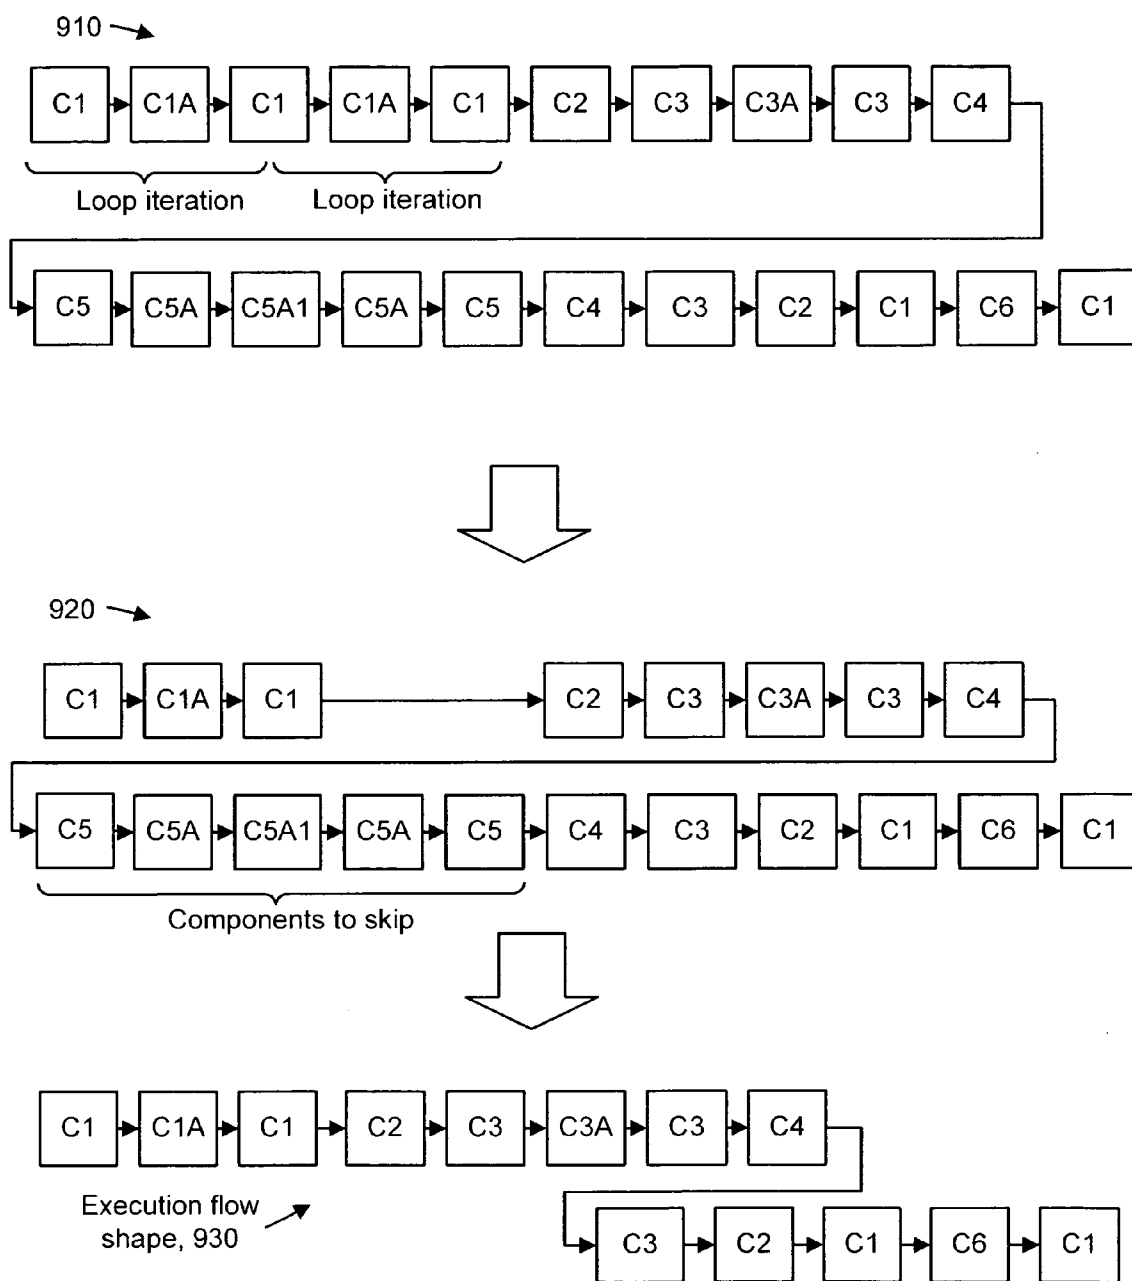 910
C1 C1A C1 C1A C1 C2 C3 C3A C3 C4
Loop iteration Loop iteration
C5 C5A C5A1 C5A C5 C4 C3 C2 C1 C6 C1
920
C1 C1A C1 C2 C3 C3A C3 C4
C5 C5A C5A1 C5A C5 C4 C3 C2 C1 C6 C1
Components to skip
C1 C1A C1 C2 C3 C3A C3 C4
Execution flow
shape, 930
C3 C2 C1 C6 C1